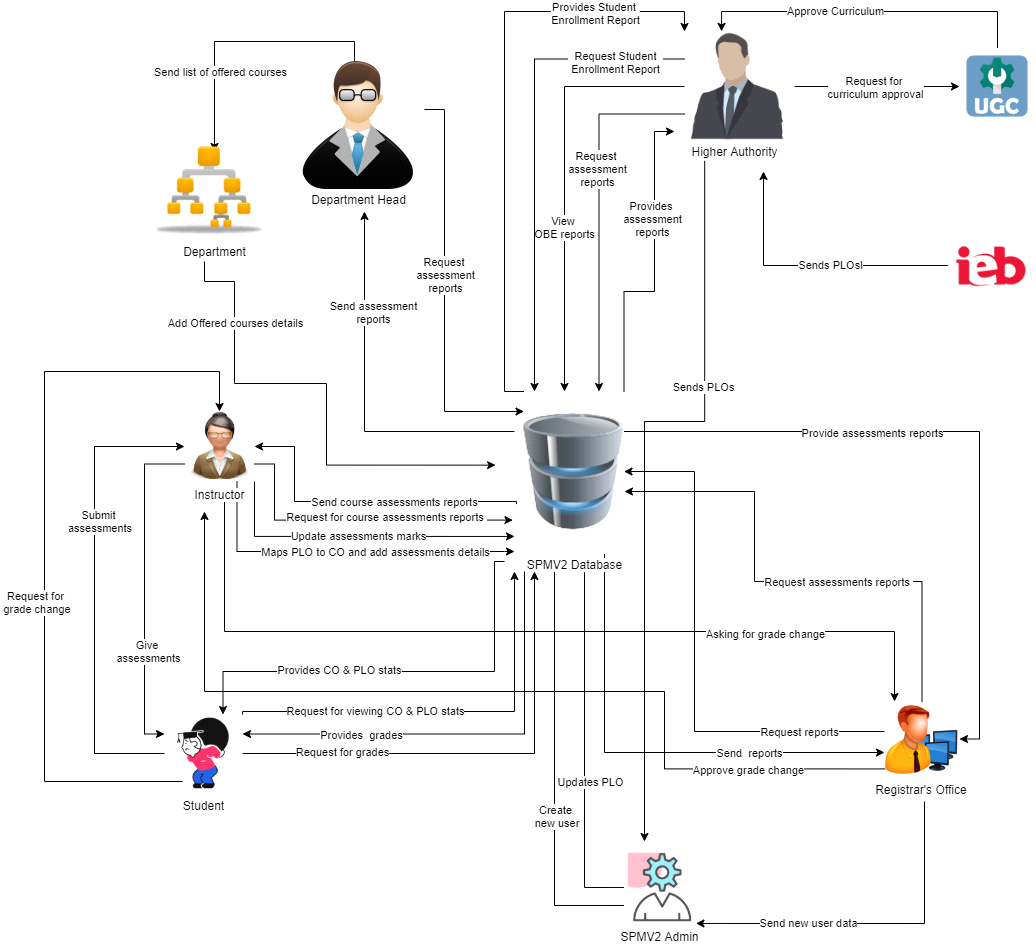 Provides Student
Enrollment Report
Approve Curriculum
Send list of offered courses
Request Student
Enrollment Report
Request for
curriculum approval
UGC
Higher Authority
Request
assessment
reports
Department Head
Provides
assessment
reports
View
OBE reports
Department
Request
assessment
reports
Sends PLOsl
ieb
Send assessment
reports
Add Offered courses details
Sends PLOs
Provide assessments reports
Instructor
Send course assessments reports
Request for course assessments reports
Submit
assessments
Update assessments marks
Maps PLO to CO and add assessments details
SPMV2 Database
Request assessments reports
Request for
grade change
Asking for grade change
Give
assessments
Provides CO & PLO stats
Request for viewing CO & PLO stats
Provides grades
Request reports
Request for grades
Send reports
Approve grade change
Updates PLO
Registrar's Office
Student
Create
new user
Send new user data
SPMV2 Admin